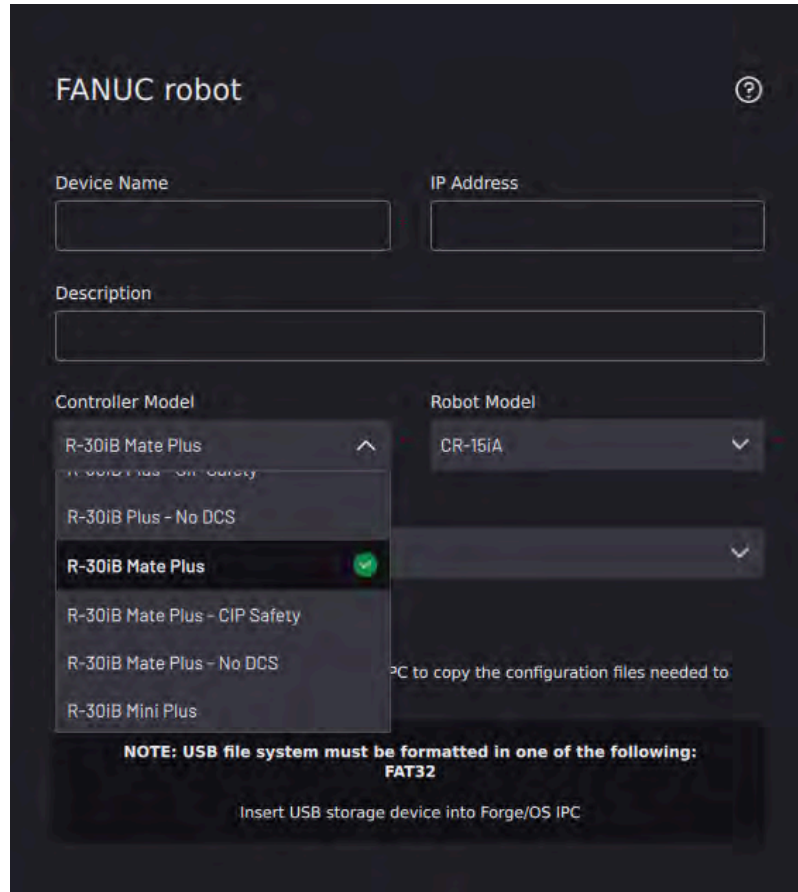 FANUC robot
Device Name
IP Address
Description
Controller Model
Robot Model
R-30iB Mate Plus
CR-15iA
R-30iB Plus - No DCS
R-30iB Mate Plus
R-30iB Mate Plus - CIP Safety
R-30iB Mate Plus - No DCS
PC to copy the configuration files needed to
R-30iB Mini Plus
NOTE: USB file system must be formatted in one of the following:
FAT32
Insert USB storage device into Forge/OS IPC